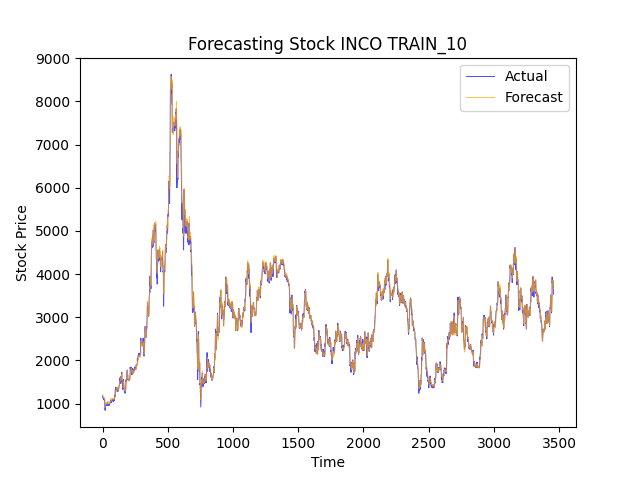 Forecasting Stock INCO TRAIN_10
Actual
Forecast
Stock Price
9000
8000
7000
6000
5000
4000
3000
2000
1000
0 500 1000 1500 2000 2500 3000 3500
Time